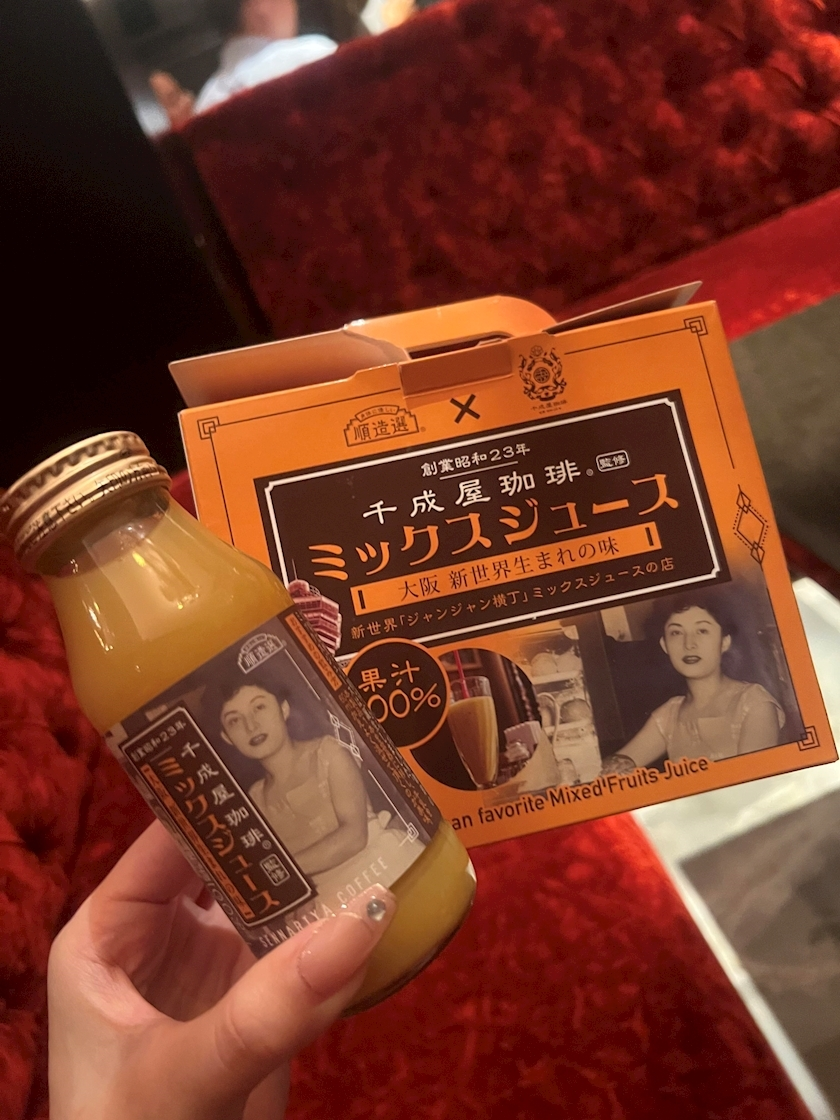 順造選
×
創業昭和23年
千成屋珈琲® 監修
ミックスジュース
大阪 新世界生まれの味
新世界「ジャンジャン横丁」ミックスジュースの店
果汁
00%
an favorite Mixed Fruits Juice
順造選
創業昭和23年
千成屋珈琲® 監修
ミックスジュース
SENNARIYA COFFEE